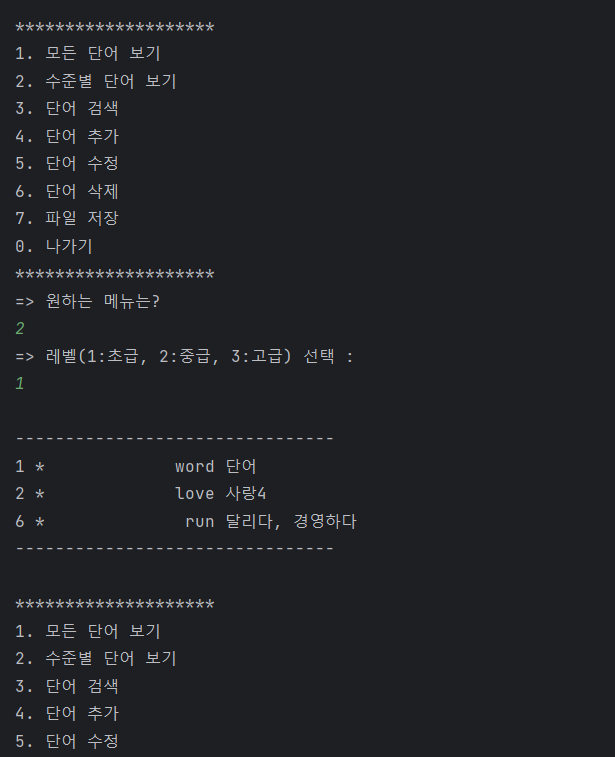 ********************
1. 모든 단어 보기
2. 수준별 단어 보기
3. 단어 검색
4. 단어 추가
5. 단어 수정
6. 단어 삭제
7. 파일 저장
0. 나가기
********************
=> 원하는 메뉴는?
2
=> 레벨(1:초급, 2:중급, 3:고급) 선택 :
1
--------------------------------
1 *             word 단어
2 *             love 사랑4
6 *              run 달리다, 경영하다
--------------------------------
********************
1. 모든 단어 보기
2. 수준별 단어 보기
3. 단어 검색
4. 단어 추가
5. 단어 수정